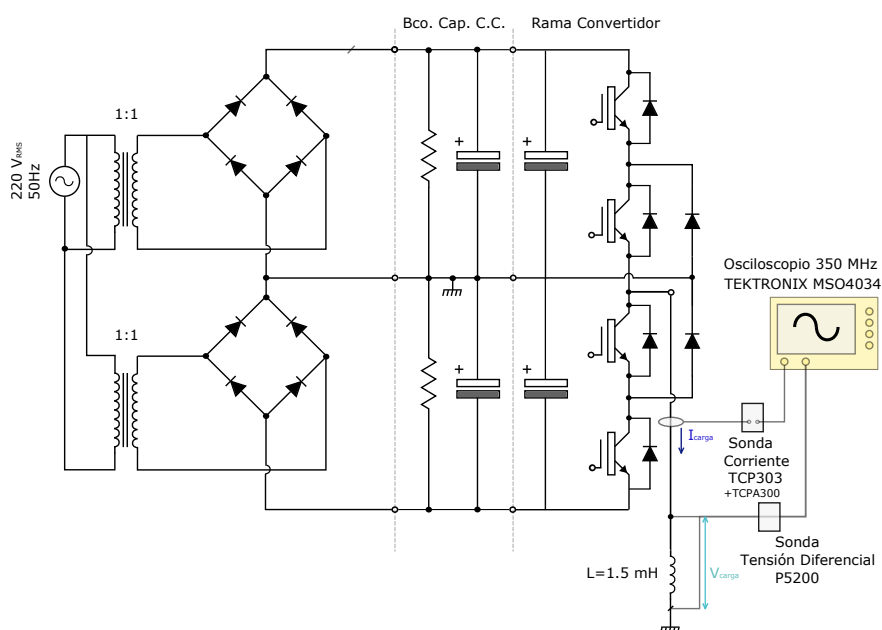 Bco. Cap. C.C.
Rama Convertidor
1:1
220 VRMS
50Hz
+
+
Osciloscopio 350 MHz
TEKTRONIX MSO4034
1:1
+
+
Icarga
Sonda
Corriente
TCP303
+TCPA300
Sonda
Tensión Diferencial
P5200
L=1.5 mH
Vcarga